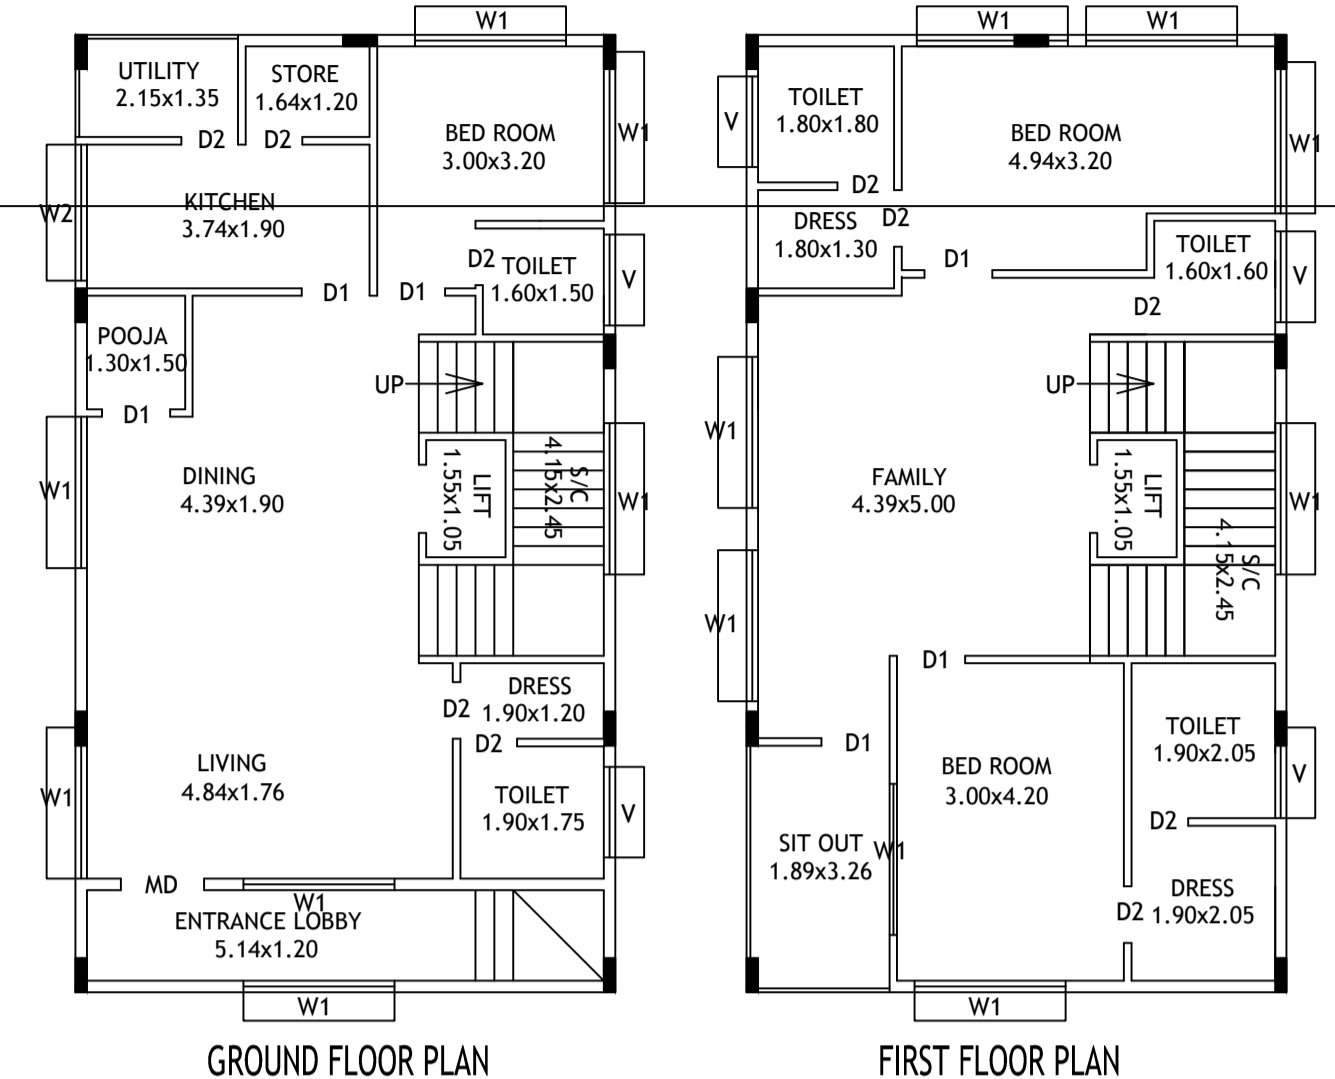 W1
UTILITY
2.15x1.35
STORE
1.64x1.20
BED ROOM
3.00x3.20
W1
D2
D2
W2
KITCHEN
3.74x1.90
D2
TOILET
1.60x1.50
V
D1
D1
POOJA
1.30x1.50
D1
UP
W1
DINING
4.39x1.90
LIFT
1.55x1.05
S/C
4.15x2.45
W1
DRESS
1.90x1.20
D2
D2
LIVING
4.84x1.76
W1
TOILET
1.90x1.75
V
MD
W1
ENTRANCE LOBBY
5.14x1.20
W1
GROUND FLOOR PLAN
W1
W1
V
TOILET
1.80x1.80
BED ROOM
4.94x3.20
W1
D2
DRESS
1.80x1.30
D2
D1
TOILET
1.60x1.60
V
D2
UP
W1
FAMILY
4.39x5.00
LIFT
1.55x1.05
S/C
4.15x2.45
W1
W1
D1
D1
TOILET
1.90x2.05
V
BED ROOM
3.00x4.20
D2
SIT OUT
1.89x3.26
W1
DRESS
1.90x2.05
D2
W1
FIRST FLOOR PLAN